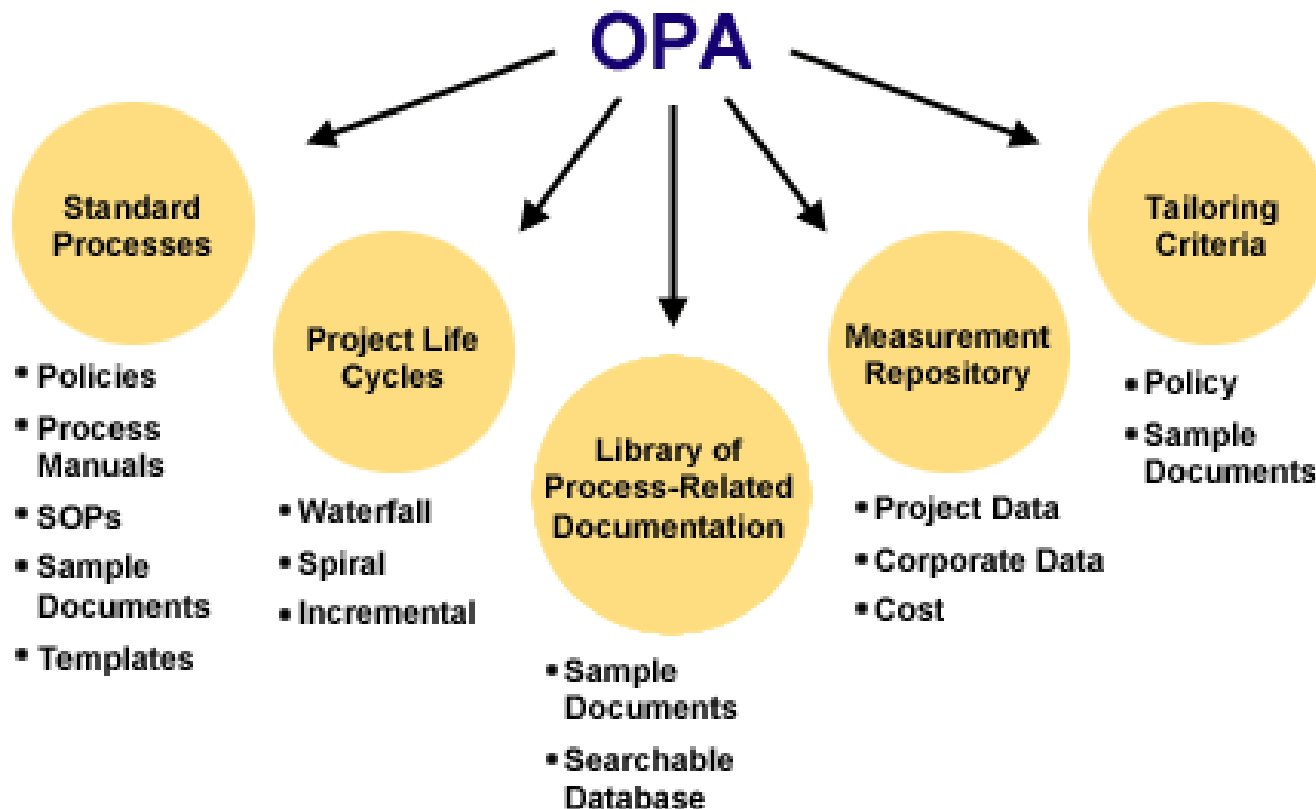 OPA
Standard
Processes
• Policies
• Process
Manuals
• SOPs
• Sample
Documents
• Templates
Project Life
Cycles
• Waterfall
• Spiral
• Incremental
Library of
Process-Related
Documentation
• Sample
Documents
• Searchable
Database
Measurement
Repository
• Project Data
• Corporate Data
• Cost
Tailoring
Criteria
• Policy
• Sample
Documents